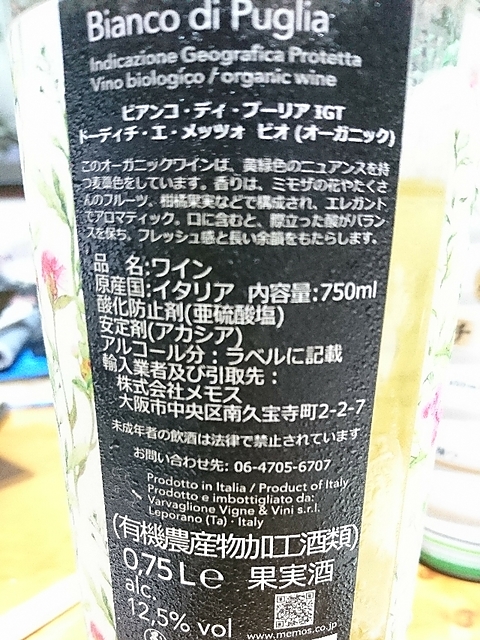 Bianco di Puglia
Indicazione Geografica Protetta
Vino biologico / organic wine
ビアンコ・ディ・プーリア IGT
ドーディチ・エ・メッツォ ビオ (オーガニック)
このオーガニックワインは、黄緑色のニュアンスを持
つ麦藁色をしています。香りは、ミモザの花やたくさ
んのフルーツ、柑橘果実などで構成され、エレガント
でアロマティック。口に含むと、際立った酸がバラン
スを保ち、フレッシュ感と長い余韻をもたらします。
品 名:ワイン
原産国:イタリア 内容量:750ml
酸化防止剤(亜硫酸塩)
安定剤(アカシア)
アルコール分：ラベルに記載
輸入業者及び引取先：
株式会社メモス
大阪市中央区南久宝寺町2-2-7
未成年者の飲酒は法律で禁止されています
お問い合わせ先: 06-4705-6707
Prodotto in Italia / Product of Italy
Prodotto e imbottigliato da:
Varvaglione Vigne & Vini s.r.l.
Leporano (Ta) - Italy
(有機農産物加工酒類)
0,75 L e 果実酒
alc.
12,5% vol
www.memos.co.jp